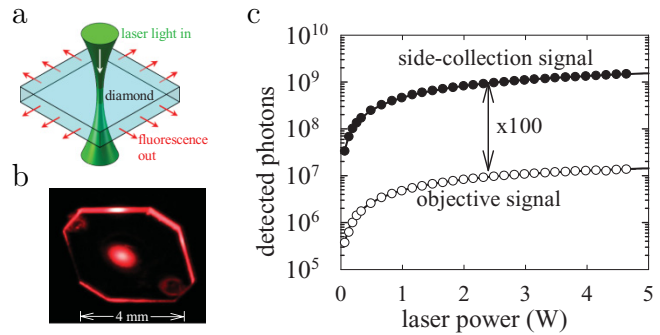 a
laser light in
diamond
fluorescence
out
b
4 mm
c
detected photons
10^10
10^9
10^8
10^7
10^6
10^5
side-collection signal
x100
objective signal
0 1 2 3 4 5
laser power (W)